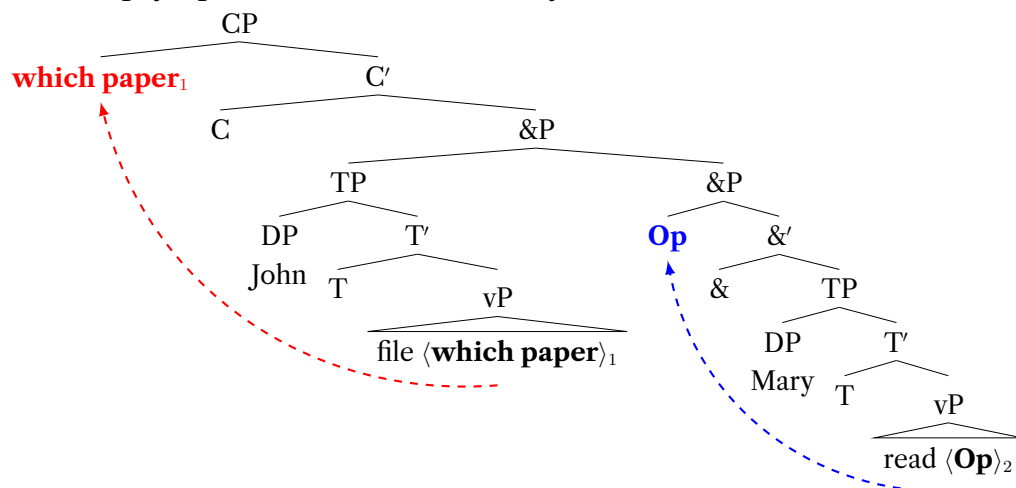 CP
which paper₁ C′
C &P
TP &P
DP T′ Op &′
John T vP & TP
file ⟨which paper⟩₁ DP T′
Mary T vP
read ⟨Op⟩₂